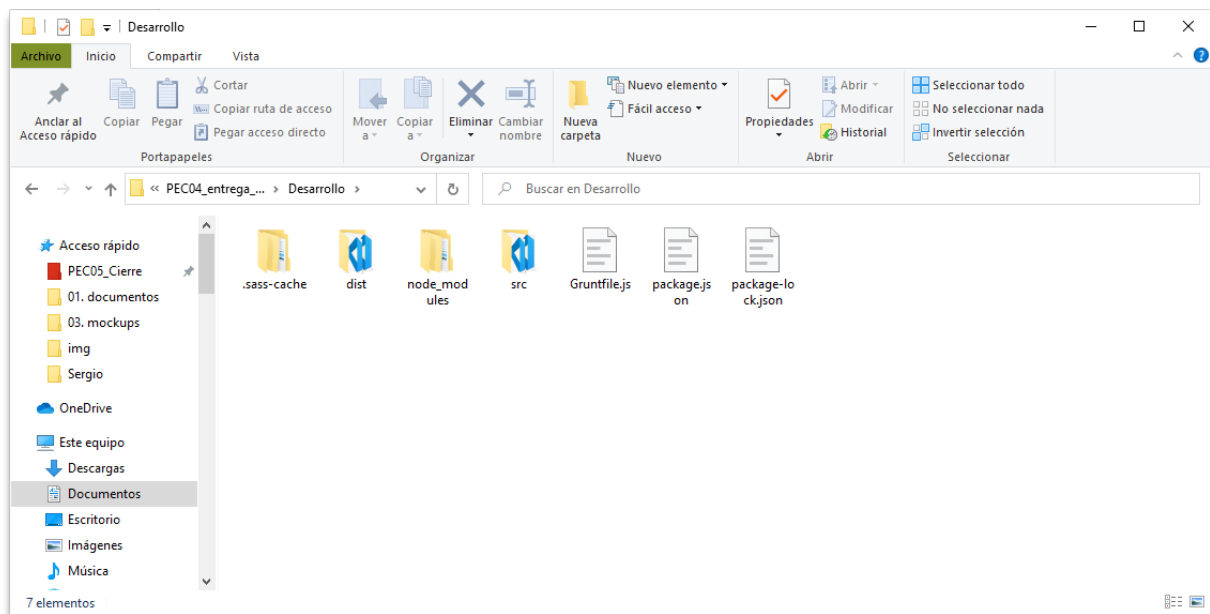 Desarrollo
Archivo Inicio Compartir Vista
Anclar al
Acceso rápido
Copiar
Pegar
Cortar
Copiar ruta de acceso
Pegar acceso directo
Portapapeles
Mover
a
Copiar
a
Eliminar
Cambiar
nombre
Organizar
Nueva
carpeta
Nuevo elemento
Fácil acceso
Nuevo
Propiedades
Abrir
Modificar
Historial
Abrir
Seleccionar todo
No seleccionar nada
Invertir selección
Seleccionar
« PEC04_entrega_... > Desarrollo >
Buscar en Desarrollo
Acceso rápido
PEC05_Cierre
01. documentos
03. mockups
img
Sergio
OneDrive
Este equipo
Descargas
Documentos
Escritorio
Imágenes
Música
.sass-cache
dist
node_mod
ules
src
Gruntfile.js
package.js
on
package-lo
ck.json
7 elementos